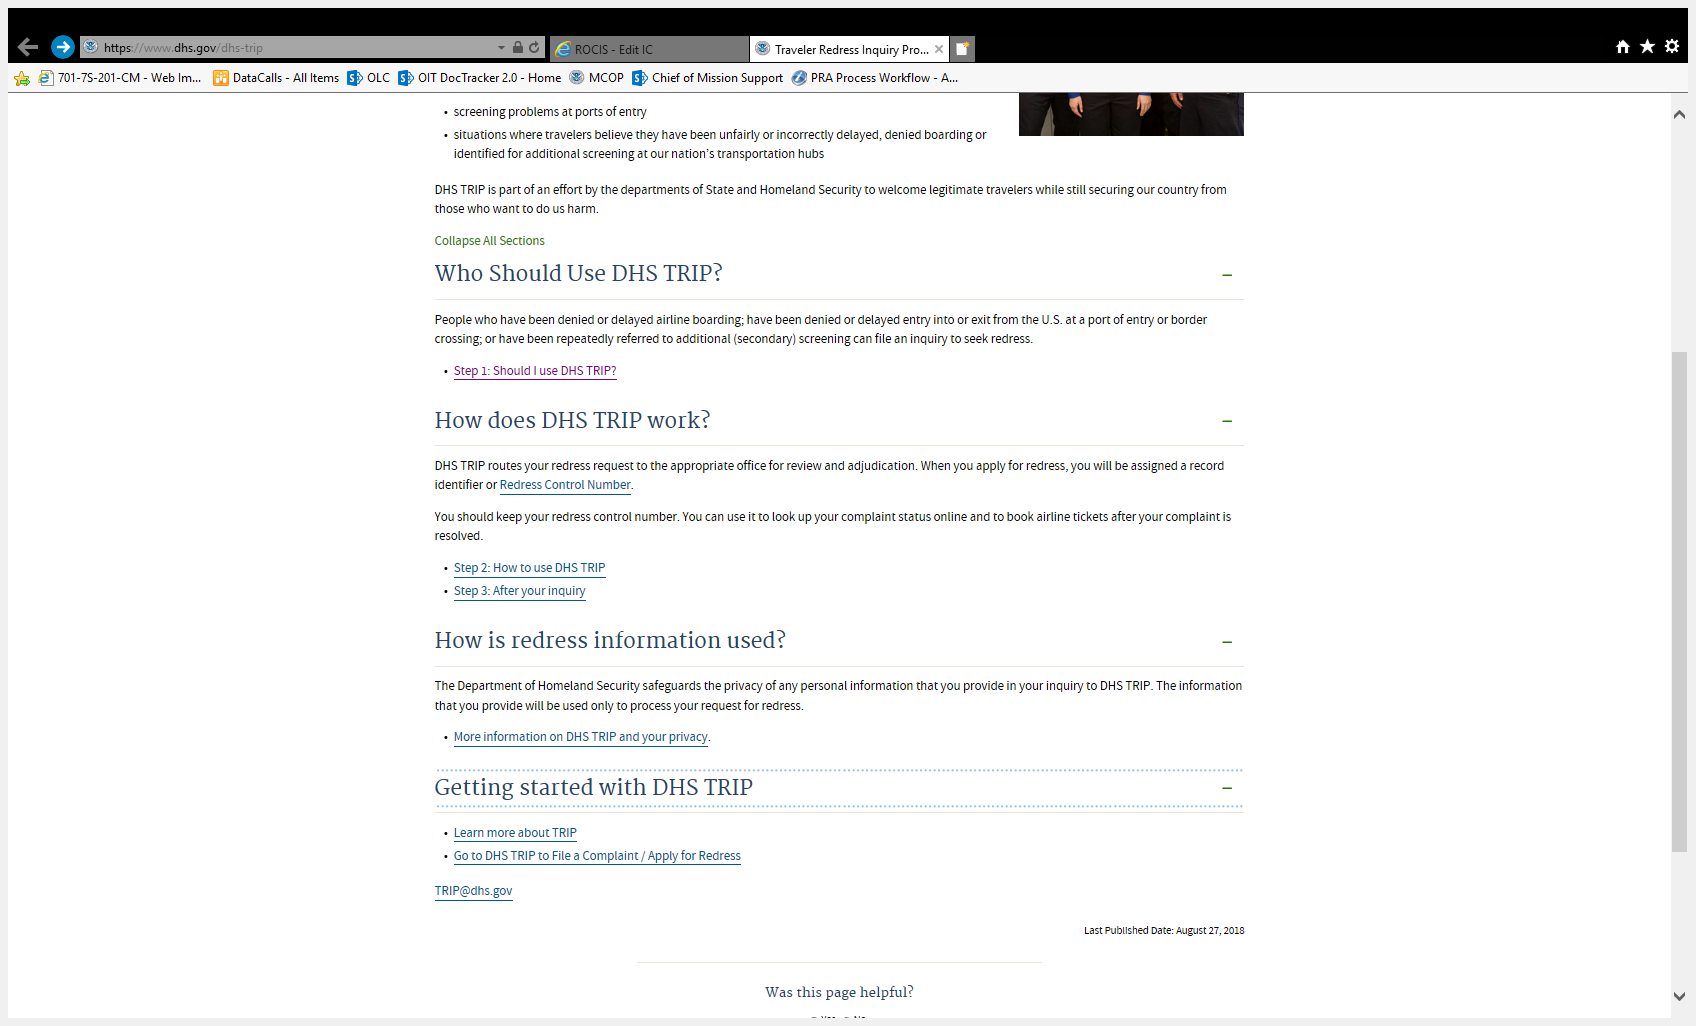 https://www.dhs.gov/dhs-trip
ROCIS - Edit IC
Traveler Redress Inquiry Pro...
701-7S-201-CM - Web Im...
DataCalls - All Items
OLC
OIT DocTracker 2.0 - Home
MCOP
Chief of Mission Support
PRA Process Workflow - A...
• screening problems at ports of entry
• situations where travelers believe they have been unfairly or incorrectly delayed, denied boarding or
identified for additional screening at our nation's transportation hubs
DHS TRIP is part of an effort by the departments of State and Homeland Security to welcome legitimate travelers while still securing our country from
those who want to do us harm.
Collapse All Sections
Who Should Use DHS TRIP?
People who have been denied or delayed airline boarding; have been denied or delayed entry into or exit from the U.S. at a port of entry or border
crossing; or have been repeatedly referred to additional (secondary) screening can file an inquiry to seek redress.
• Step 1: Should I use DHS TRIP?
How does DHS TRIP work?
DHS TRIP routes your redress request to the appropriate office for review and adjudication. When you apply for redress, you will be assigned a record
identifier or Redress Control Number.
You should keep your redress control number. You can use it to look up your complaint status online and to book airline tickets after your complaint is
resolved.
• Step 2: How to use DHS TRIP
• Step 3: After your inquiry
How is redress information used?
The Department of Homeland Security safeguards the privacy of any personal information that you provide in your inquiry to DHS TRIP. The information
that you provide will be used only to process your request for redress.
• More information on DHS TRIP and your privacy.
Getting started with DHS TRIP
• Learn more about TRIP
• Go to DHS TRIP to File a Complaint / Apply for Redress
TRIP@dhs.gov
Last Published Date: August 27, 2018
Was this page helpful?